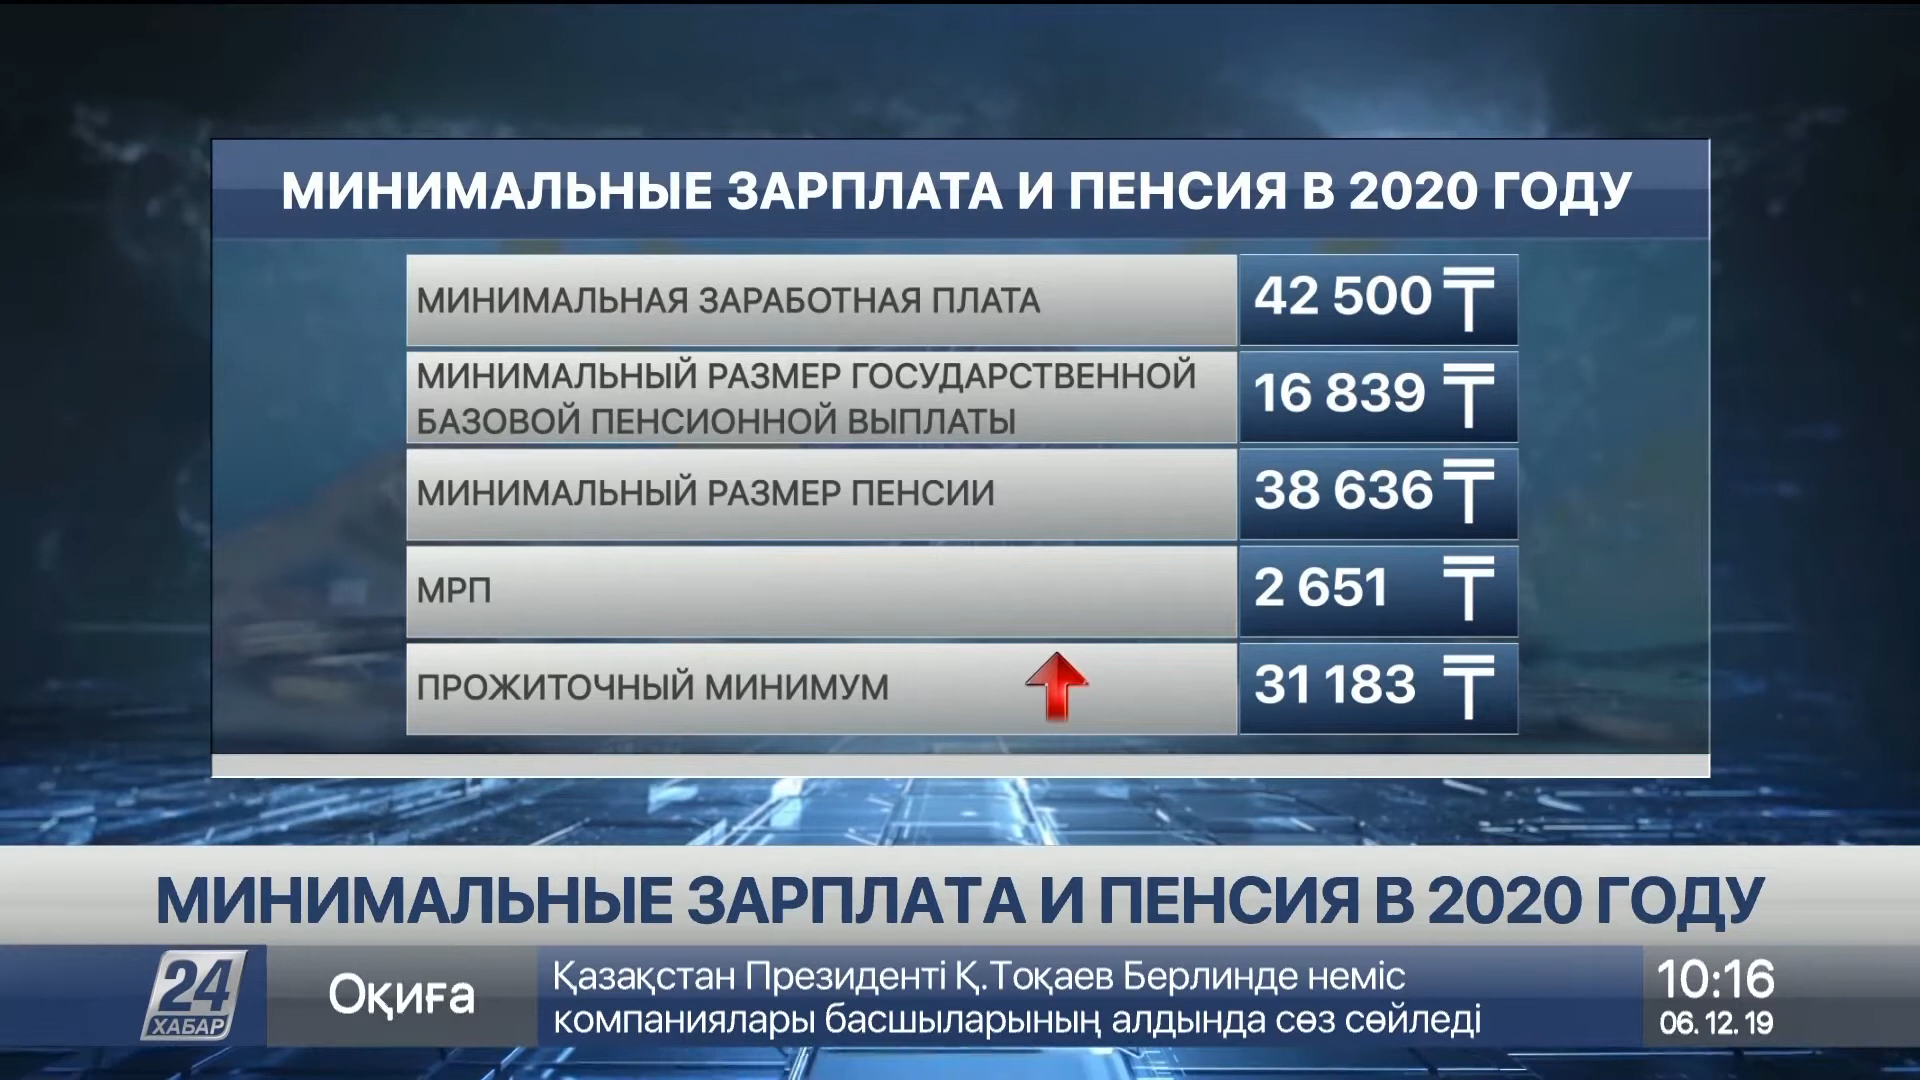 МИНИМАЛЬНЫЕ ЗАРПЛАТА И ПЕНСИЯ В 2020 ГОДУ
МИНИМАЛЬНАЯ ЗАРАБОТНАЯ ПЛАТА 42 500 ₸
МИНИМАЛЬНЫЙ РАЗМЕР ГОСУДАРСТВЕННОЙ
БАЗОВОЙ ПЕНСИОННОЙ ВЫПЛАТЫ 16 839 ₸
МИНИМАЛЬНЫЙ РАЗМЕР ПЕНСИИ 38 636 ₸
МРП 2 651 ₸
ПРОЖИТОЧНЫЙ МИНИМУМ 31 183 ₸
МИНИМАЛЬНЫЕ ЗАРПЛАТА И ПЕНСИЯ В 2020 ГОДУ
24
ХАБАР
Оқиға
Қазақстан Президенті Қ.Тоқаев Берлинде неміс
компаниялары басшыларының алдында сөз сөйледі
10:16
06. 12. 19